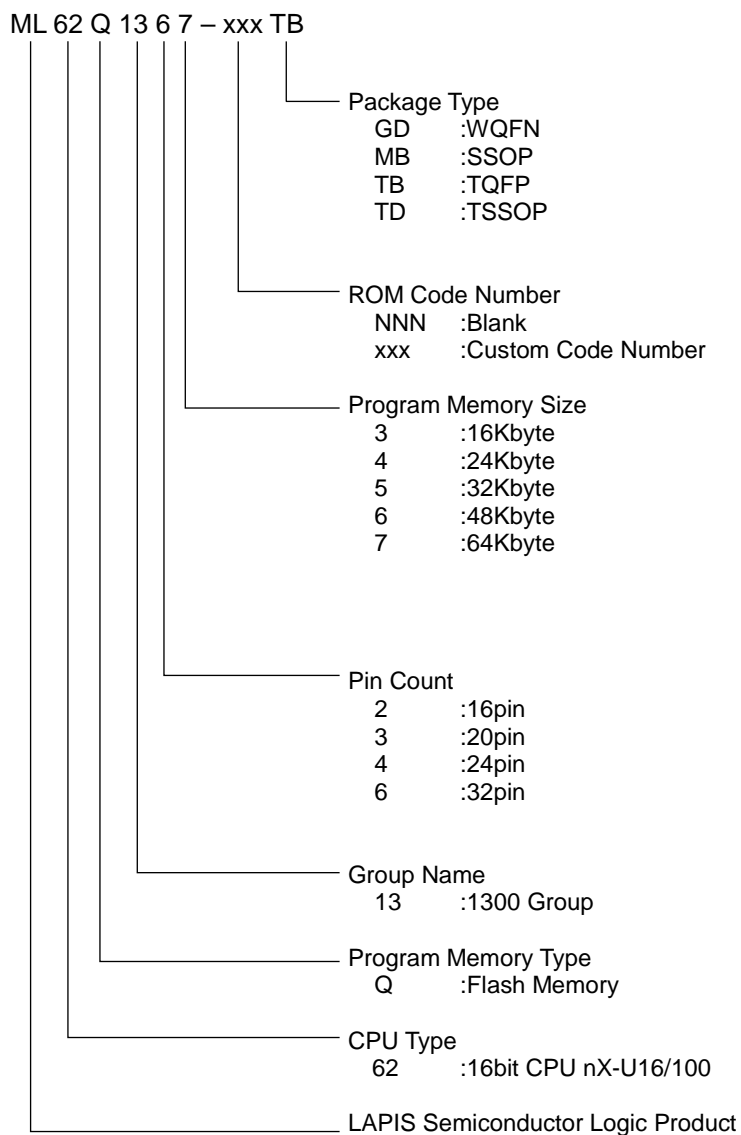 ML 62 Q 13 6 7 – xxx TB
Package Type
GD :WQFN
MB :SSOP
TB :TQFP
TD :TSSOP
ROM Code Number
NNN :Blank
xxx :Custom Code Number
Program Memory Size
3 :16Kbyte
4 :24Kbyte
5 :32Kbyte
6 :48Kbyte
7 :64Kbyte
Pin Count
2 :16pin
3 :20pin
4 :24pin
6 :32pin
Group Name
13 :1300 Group
Program Memory Type
Q :Flash Memory
CPU Type
62 :16bit CPU nX-U16/100
LAPIS Semiconductor Logic Product